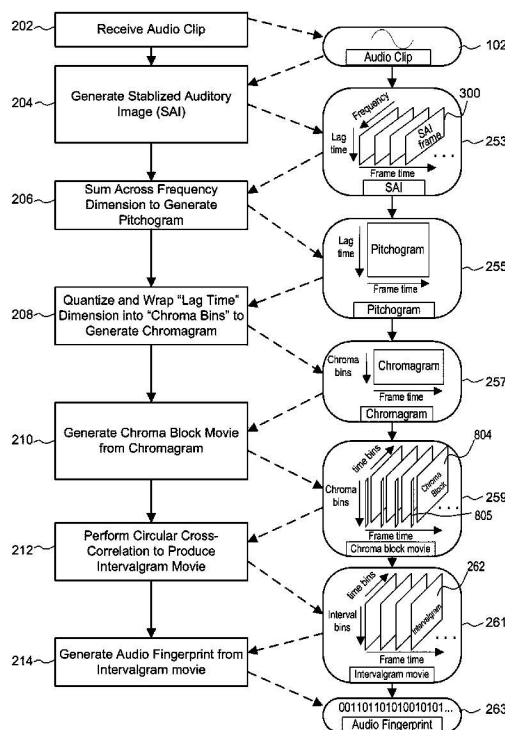 202
Receive Audio Clip
102
Audio Clip
204
Generate Stablized Auditory
Image (SAI)
300
Frequency
Lag
time
SAI
frame
...
Frame time
SAI
253
206
Sum Across Frequency
Dimension to Generate
Pitchogram
Lag
time
Pitchogram
Frame time
Pitchogram
255
208
Quantize and Wrap "Lag Time"
Dimension into "Chroma Bins" to
Generate Chromagram
Chroma
bins
Chromagram
Frame time
Chromagram
257
210
Generate Chroma Block Movie
from Chromagram
804
time bins
Chroma
bins
Chroma
Block
...
805
Frame time
Chroma block movie
259
212
Perform Circular Cross-
Correlation to Produce
Intervalgram Movie
262
time bins
Interval
bins
Intervalgram
...
Frame time
Intervalgram movie
261
214
Generate Audio Fingerprint from
Intervalgram movie
001101101010010101...
Audio Fingerprint
263